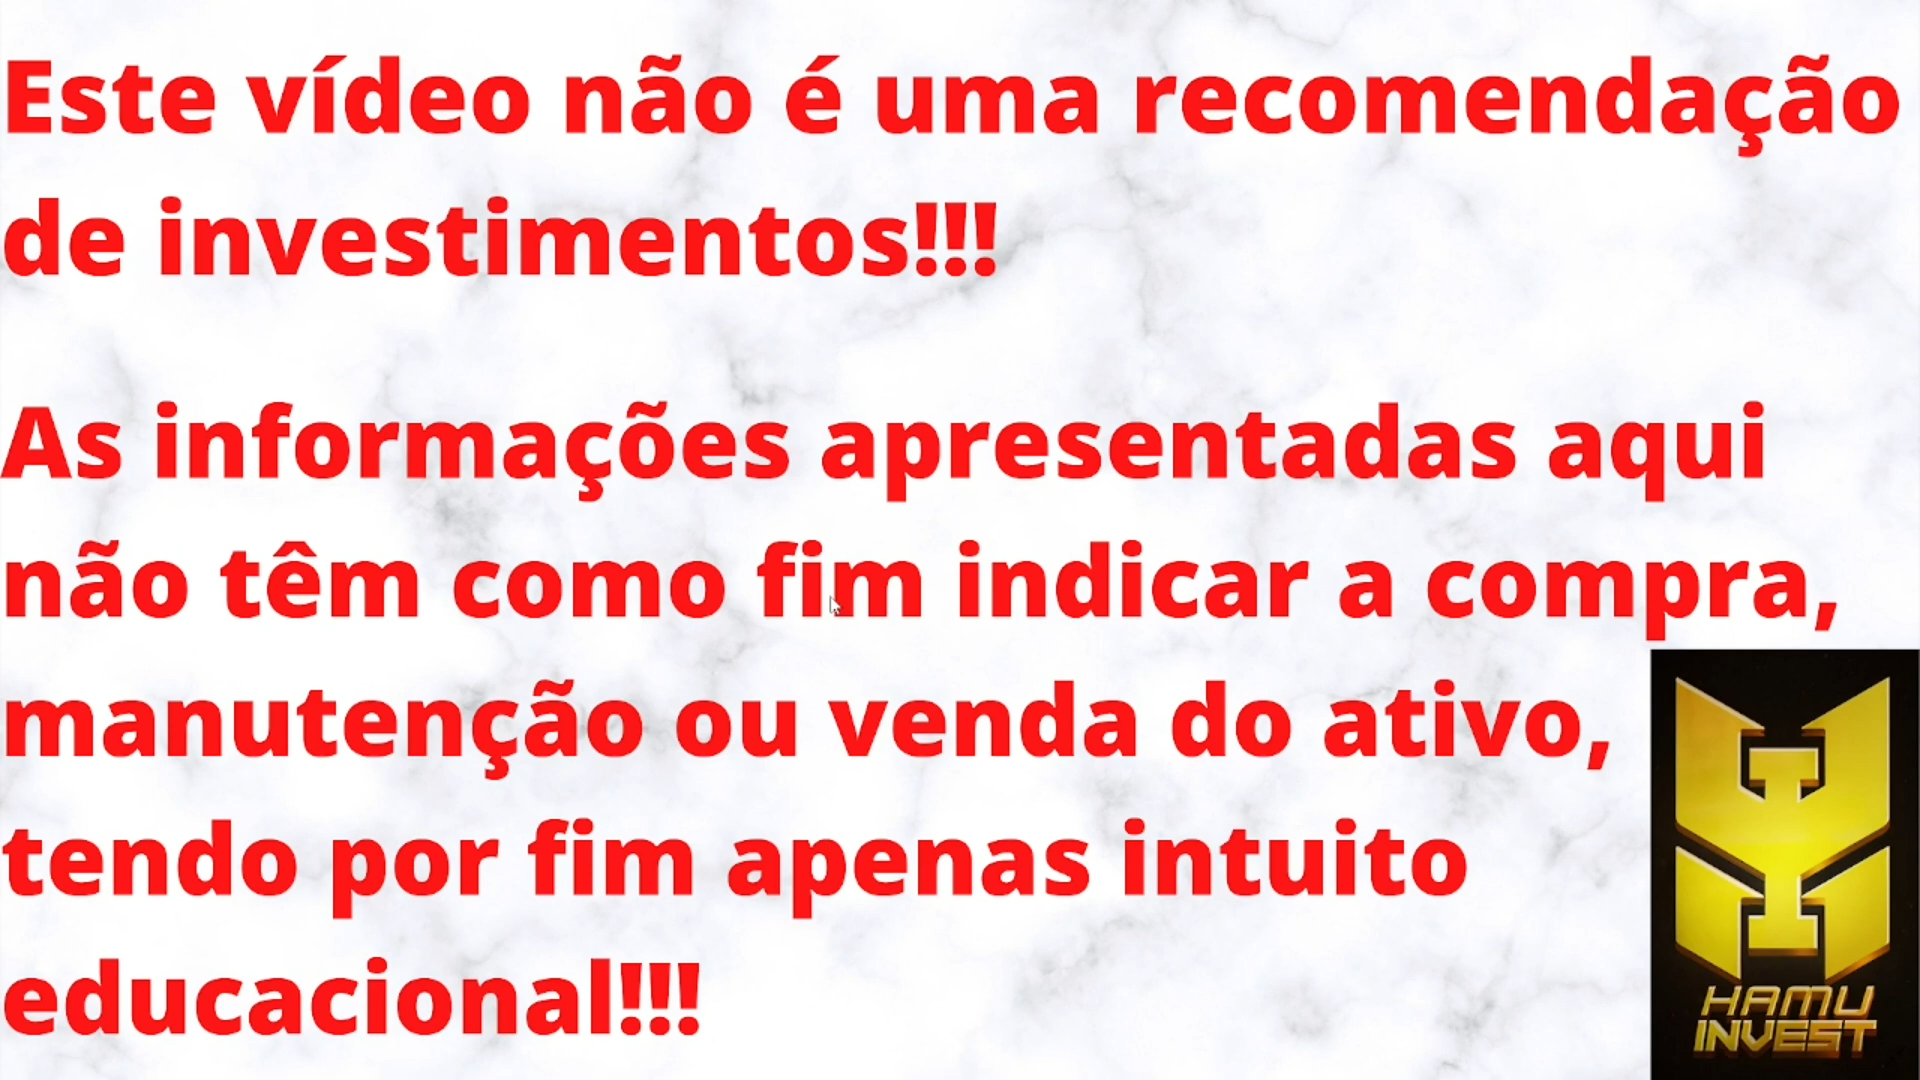 Este vídeo não é uma recomendação
de investimentos!!!
As informações apresentadas aqui
não têm como fim indicar a compra,
manutenção ou venda do ativo,
tendo por fim apenas intuito
educacional!!!
HAMU
INVEST